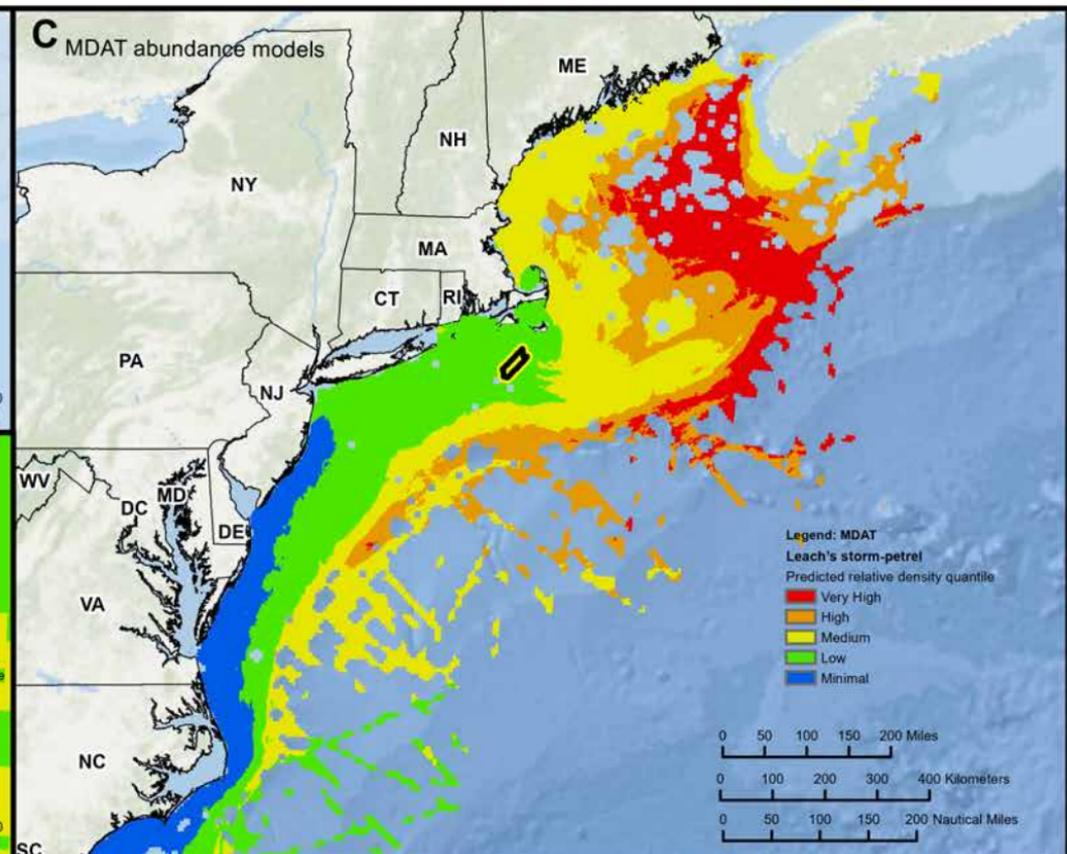 C MDAT abundance models
ME
NH
NY
MA
CT
RI
PA
NJ
WV
MD
DC
DE
VA
NC
SC
Legend: MDAT
Leach's storm-petrel
Predicted relative density quantile
Very High
High
Medium
Low
Minimal
0 50 100 150 200 Miles
0 100 200 300 400 Kilometers
0 50 100 150 200 Nautical Miles